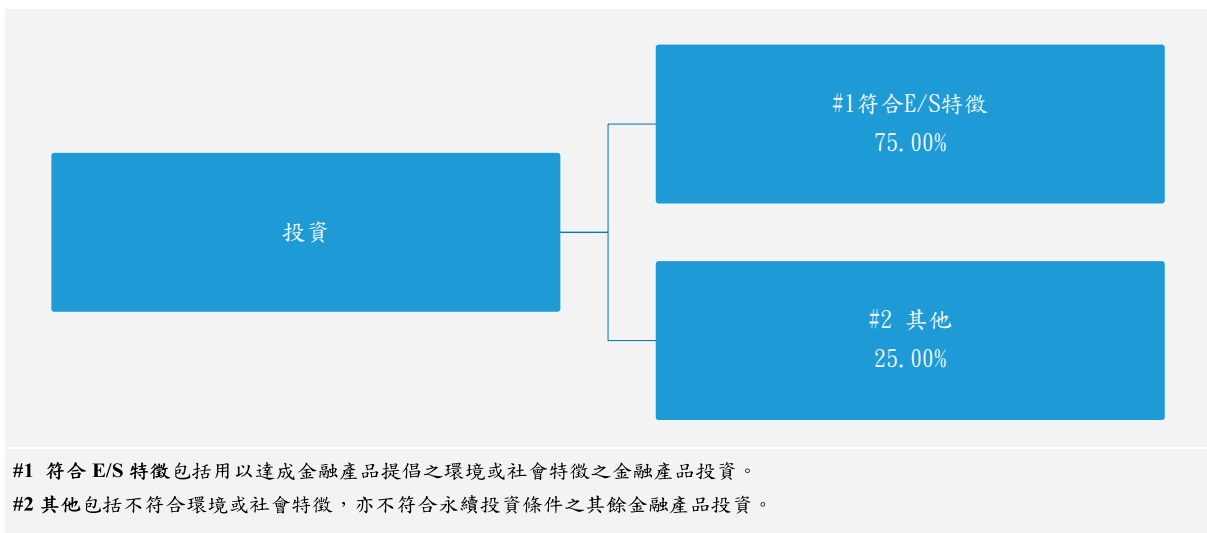 #1符合E/S特徵
75.00%
投資
#2 其他
25.00%
#1 符合 E/S 特徵包括用以達成金融產品提倡之環境或社會特徵之金融產品投資。
#2 其他包括不符合環境或社會特徵，亦不符合永續投資條件之其餘金融產品投資。